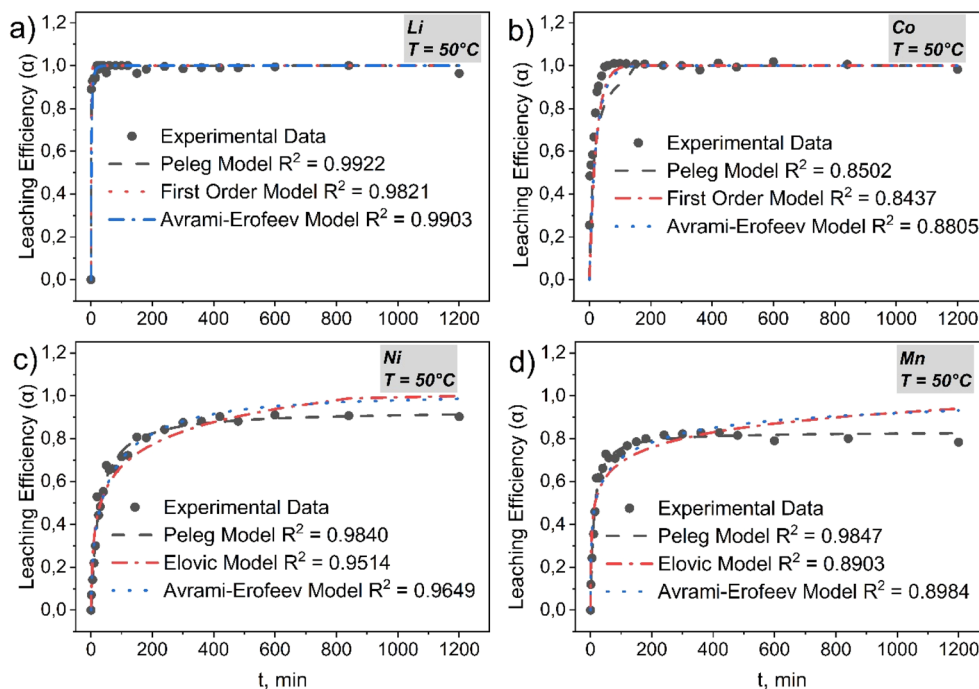 a)
Li
T = 50°C
1,2
1,0
0,8
0,6
0,4
0,2
0,0
Leaching Efficiency (α)
Experimental Data
Peleg Model R² = 0.9922
First Order Model R² = 0.9821
Avrami-Erofeev Model R² = 0.9903
0 200 400 600 800 1000 1200
b)
Co
T = 50°C
1,2
1,0
0,8
0,6
0,4
0,2
0,0
Leaching Efficiency (α)
Experimental Data
Peleg Model R² = 0.8502
First Order Model R² = 0.8437
Avrami-Erofeev Model R² = 0.8805
0 200 400 600 800 1000 1200
c)
Ni
T = 50°C
1,2
1,0
0,8
0,6
0,4
0,2
0,0
Leaching Efficiency (α)
Experimental Data
Peleg Model R² = 0.9840
Elovic Model R² = 0.9514
Avrami-Erofeev Model R² = 0.9649
0 200 400 600 800 1000 1200
t, min
d)
Mn
T = 50°C
1,2
1,0
0,8
0,6
0,4
0,2
0,0
Leaching Efficiency (α)
Experimental Data
Peleg Model R² = 0.9847
Elovic Model R² = 0.8903
Avrami-Erofeev Model R² = 0.8984
0 200 400 600 800 1000 1200
t, min